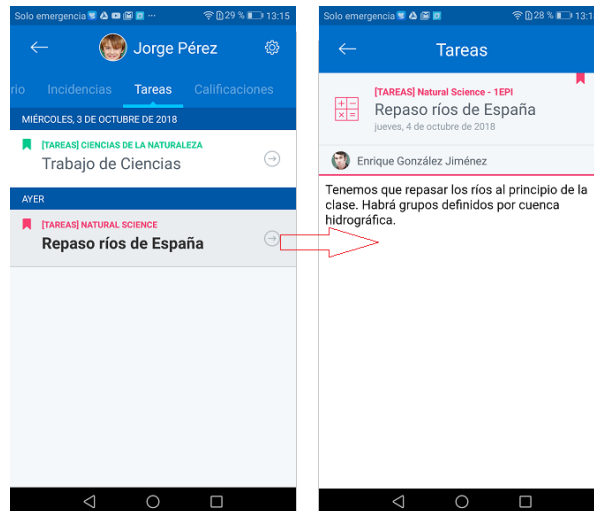 Solo emergencia 29 % 13:15
Jorge Pérez
rio Incidencias Tareas Calificaciones
MIÉRCOLES, 3 DE OCTUBRE DE 2018
[TAREAS] CIENCIAS DE LA NATURALEZA
Trabajo de Ciencias
AYER
[TAREAS] NATURAL SCIENCE
Repaso ríos de España
Solo emergencia 28 % 13:1
Tareas
[TAREAS] Natural Science - 1EPI
Repaso ríos de España
jueves, 4 de octubre de 2018
Enrique González Jiménez
Tenemos que repasar los ríos al principio de la
clase. Habrá grupos definidos por cuenca
hidrográfica.